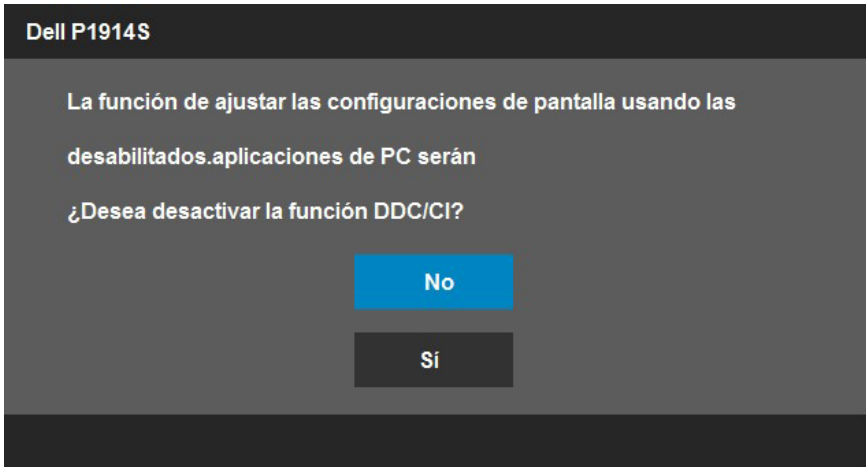 Dell P1914S
La función de ajustar las configuraciones de pantalla usando las
desabilitados.aplicaciones de PC serán
¿Desea desactivar la función DDC/CI?
No
Sí